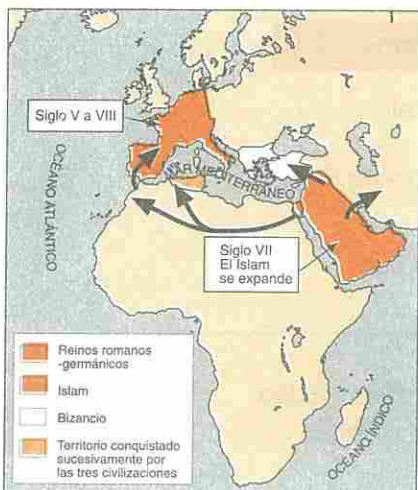 Siglo V a VIII
OCÉANO ATLÁNTICO
MAR MEDITERRÁNEO
Siglo VII
El Islam
se expande
OCÉANO ÍNDICO
Reinos romanos
-germánicos
Islam
Bizancio
Territorio conquistado
sucesivamente por
las tres civilizaciones